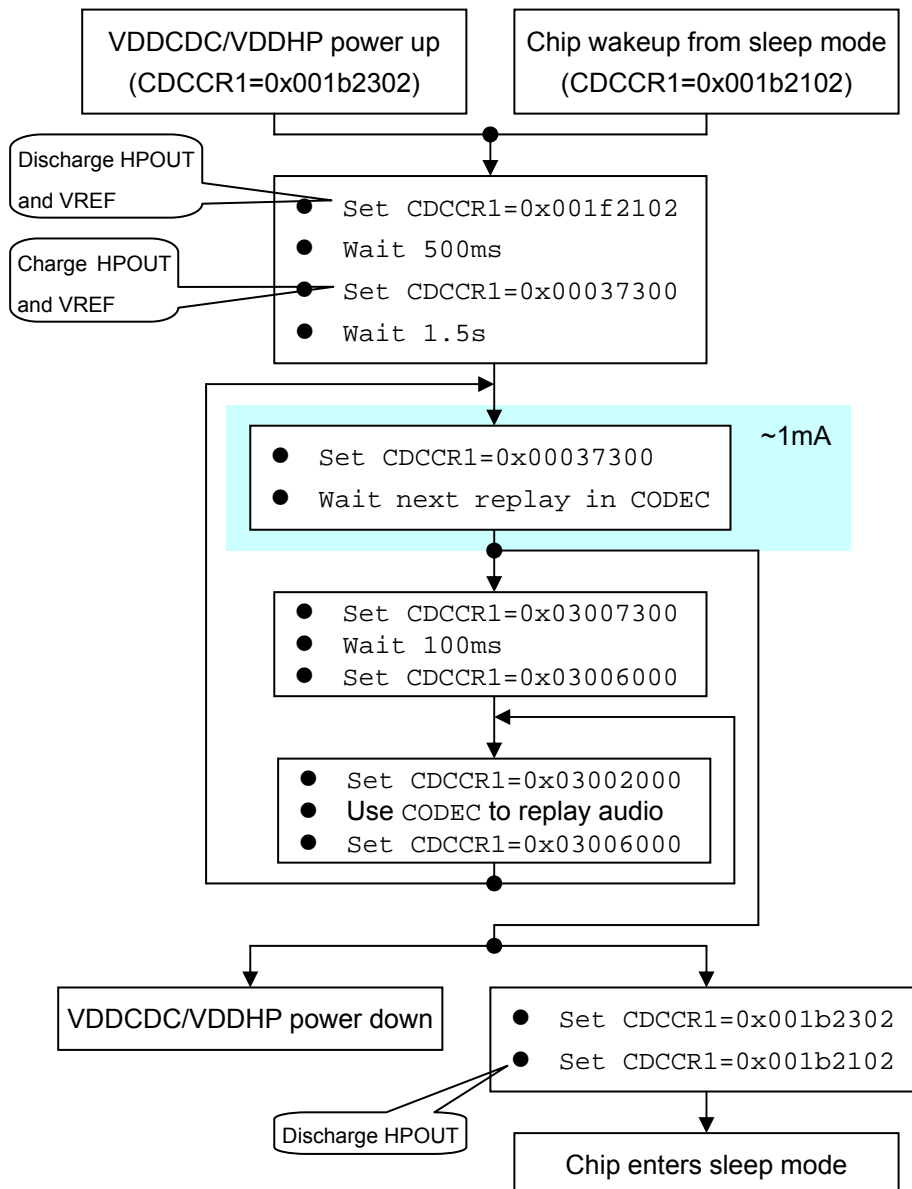 VDDCDC/VDDHP power up
(CDCCR1=0x001b2302)
Chip wakeup from sleep mode
(CDCCR1=0x001b2102)
Discharge HPOUT
and VREF
● Set CDCCR1=0x001f2102
● Wait 500ms
Charge HPOUT
and VREF
● Set CDCCR1=0x00037300
● Wait 1.5s
~1mA
● Set CDCCR1=0x00037300
● Wait next replay in CODEC
● Set CDCCR1=0x03007300
● Wait 100ms
● Set CDCCR1=0x03006000
● Set CDCCR1=0x03002000
● Use CODEC to replay audio
● Set CDCCR1=0x03006000
VDDCDC/VDDHP power down
● Set CDCCR1=0x001b2302
● Set CDCCR1=0x001b2102
Discharge HPOUT
Chip enters sleep mode